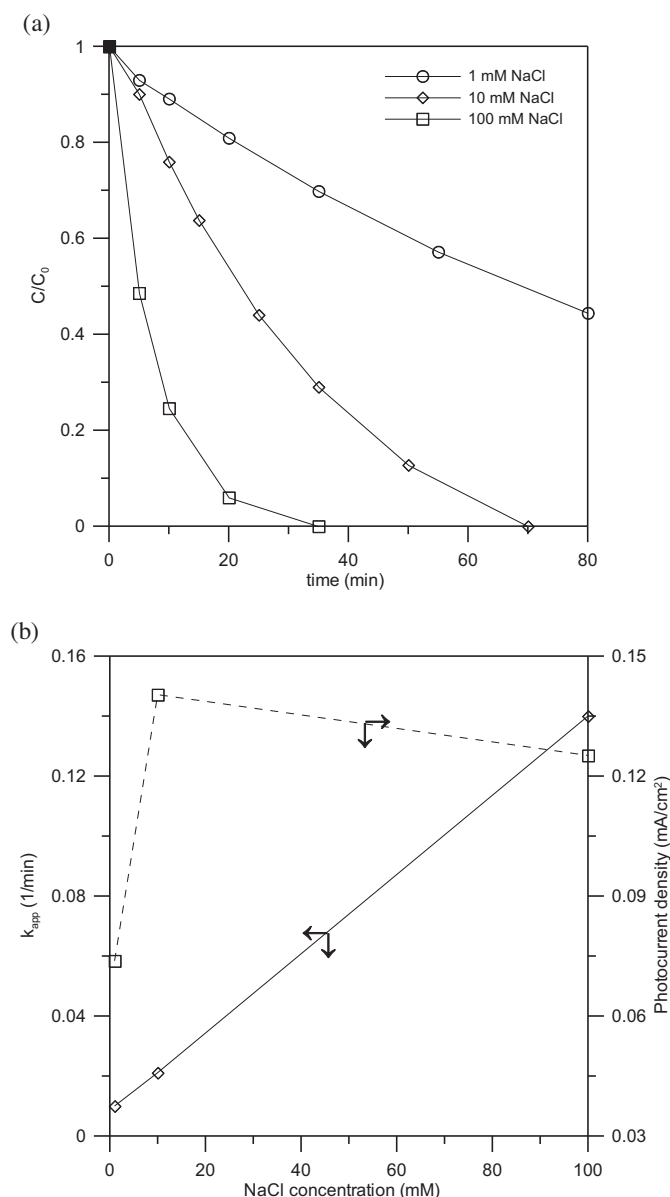 (a)
1
0.8
0.6
0.4
0.2
0
C/C₀
1 mM NaCl
10 mM NaCl
100 mM NaCl
0 20 40 60 80
time (min)
(b)
0.16
0.12
0.08
0.04
0
k_app (1/min)
0.15
0.12
0.09
0.06
0.03
Photocurrent density (mA/cm²)
0 20 40 60 80 100
NaCl concentration (mM)